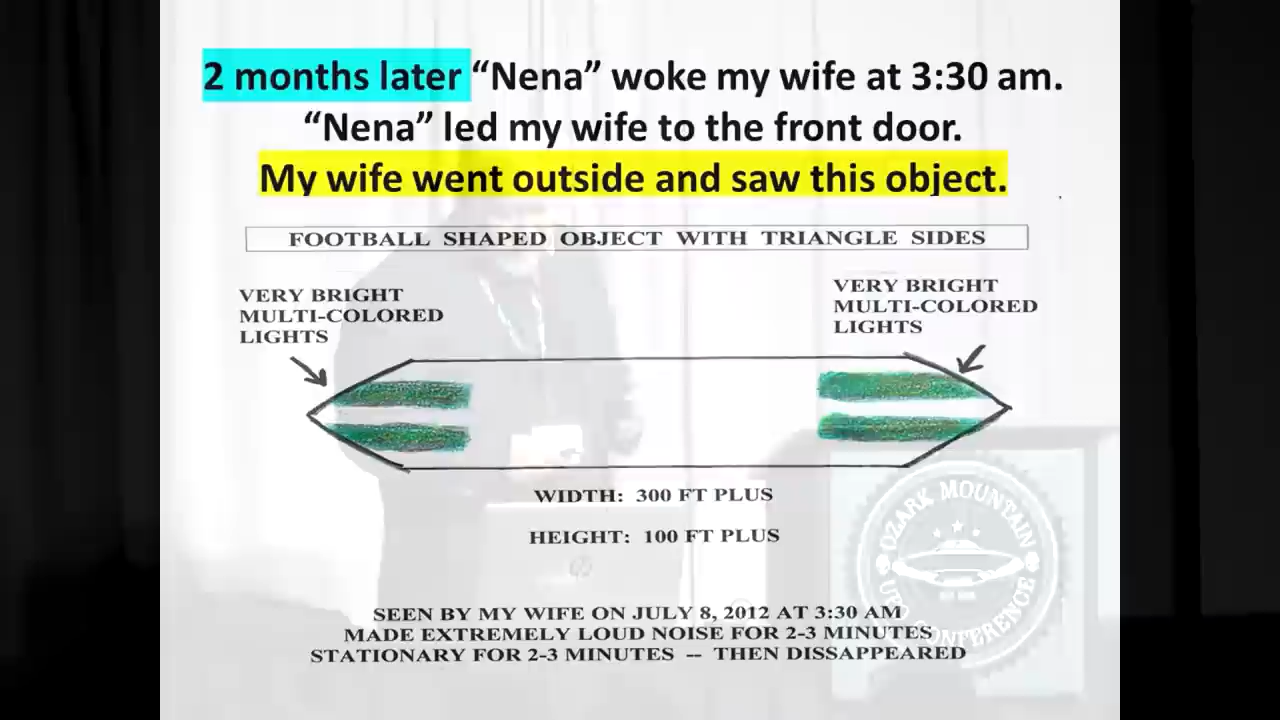 2 months later “Nena” woke my wife at 3:30 am.
“Nena” led my wife to the front door.
My wife went outside and saw this object.
FOOTBALL SHAPED OBJECT WITH TRIANGLE SIDES
VERY BRIGHT
MULTI-COLORED
LIGHTS
VERY BRIGHT
MULTI-COLORED
LIGHTS
WIDTH: 300 FT PLUS
HEIGHT: 100 FT PLUS
OZARK MOUNTAIN
UFO CONFERENCE
SEEN BY MY WIFE ON JULY 8, 2012 AT 3:30 AM
MADE EXTREMELY LOUD NOISE FOR 2-3 MINUTES
STATIONARY FOR 2-3 MINUTES -- THEN DISSAPPEARED